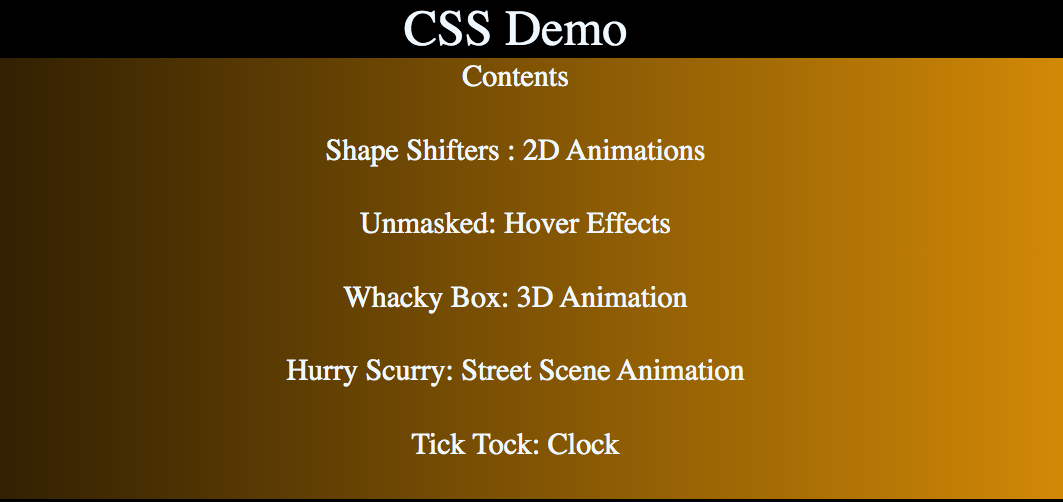 CSS Demo
Contents
Shape Shifters : 2D Animations
Unmasked: Hover Effects
Whacky Box: 3D Animation
Hurry Scurry: Street Scene Animation
Tick Tock: Clock